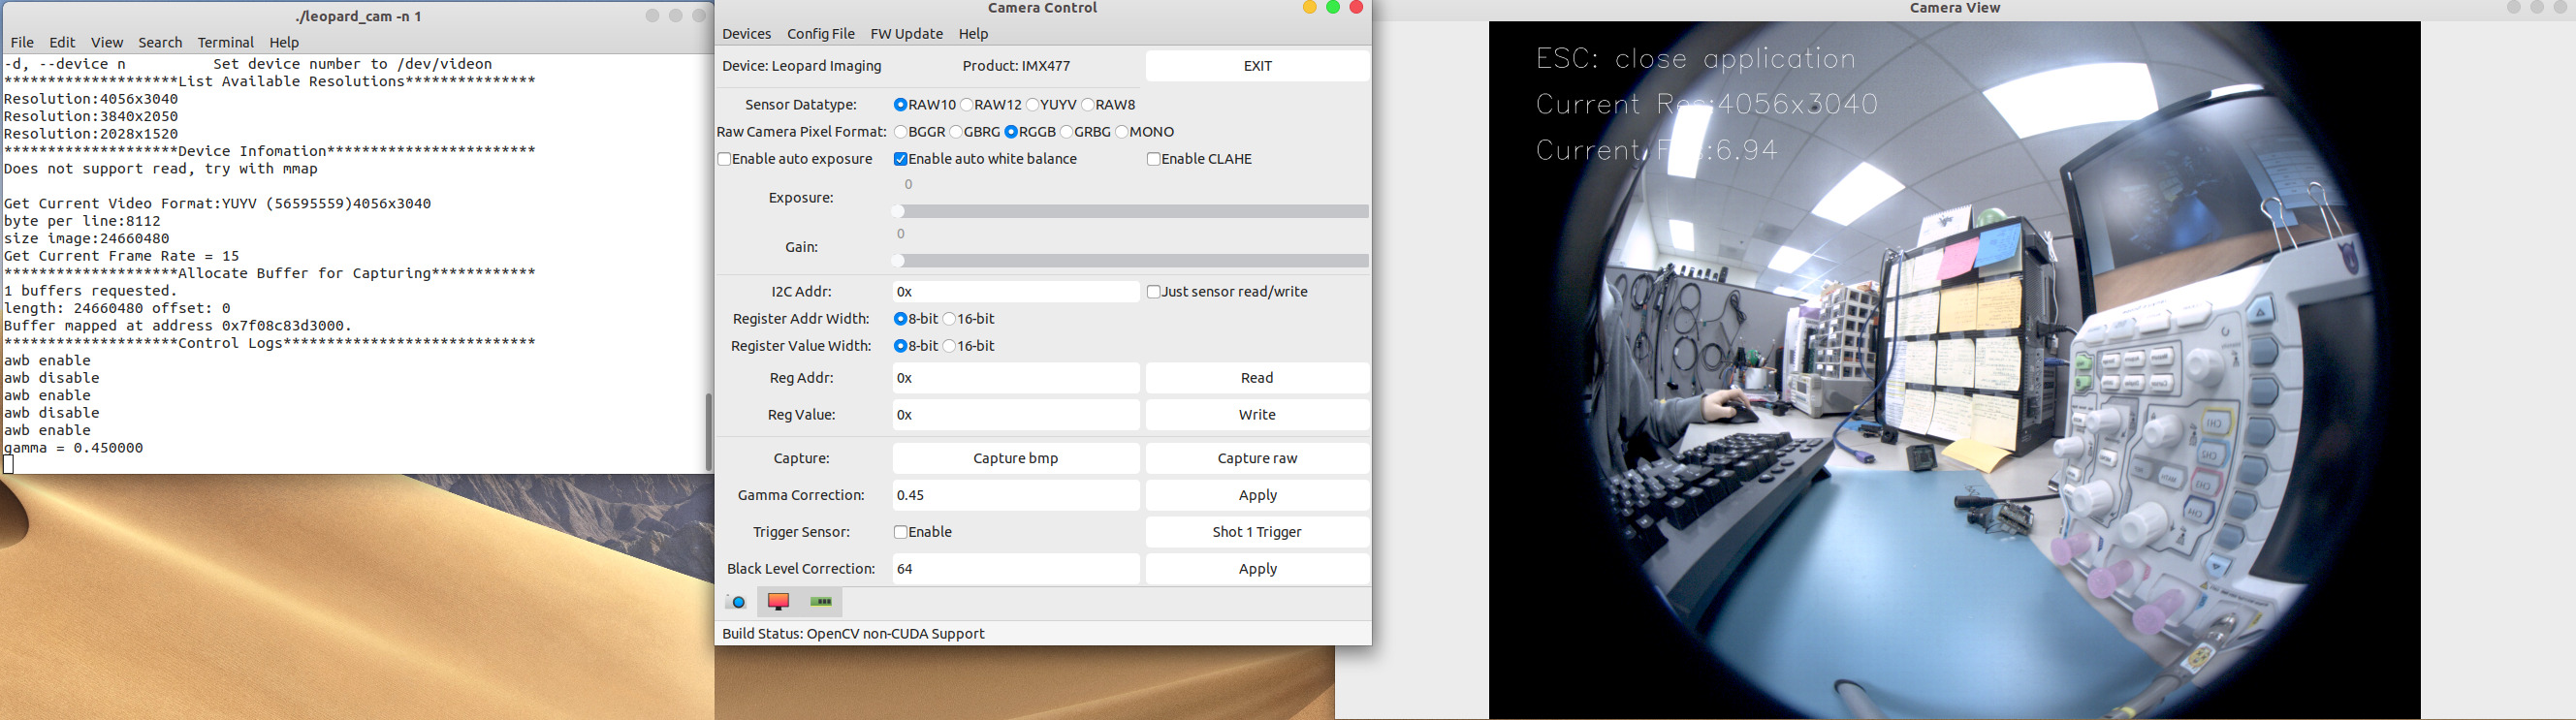 ./leopard_cam -n 1
File Edit View Search Terminal Help
-d, --device n Set device number to /dev/videon
********************List Available Resolutions***************
Resolution:4056x3040
Resolution:3840x2050
Resolution:2028x1520
********************Device Infomation************************
Does not support read, try with mmap
Get Current Video Format:YUYV (56595559)4056x3040
byte per line:8112
size image:24660480
Get Current Frame Rate = 15
********************Allocate Buffer for Capturing************
1 buffers requested.
length: 24660480 offset: 0
Buffer mapped at address 0x7f08c83d3000.
********************Control Logs*****************************
awb enable
awb disable
awb enable
awb disable
awb enable
gamma = 0.450000
Camera Control
Devices Config File FW Update Help
Device: Leopard Imaging Product: IMX477 EXIT
Sensor Datatype: RAW10 RAW12 YUYV RAW8
Raw Camera Pixel Format: BGGR GBRG RGGB GRBG MONO
Enable auto exposure Enable auto white balance Enable CLAHE
0
Exposure:
0
Gain:
I2C Addr: 0x Just sensor read/write
Register Addr Width: 8-bit 16-bit
Register Value Width: 8-bit 16-bit
Reg Addr: 0x Read
Reg Value: 0x Write
Capture: Capture bmp Capture raw
Gamma Correction: 0.45 Apply
Trigger Sensor: Enable Shot 1 Trigger
Black Level Correction: 64 Apply
Build Status: OpenCV non-CUDA Support
Camera View
ESC: close application
Current Res:4056x3040
Current Fps:6.94
CH1
CH2
CH3
CH4
MATH